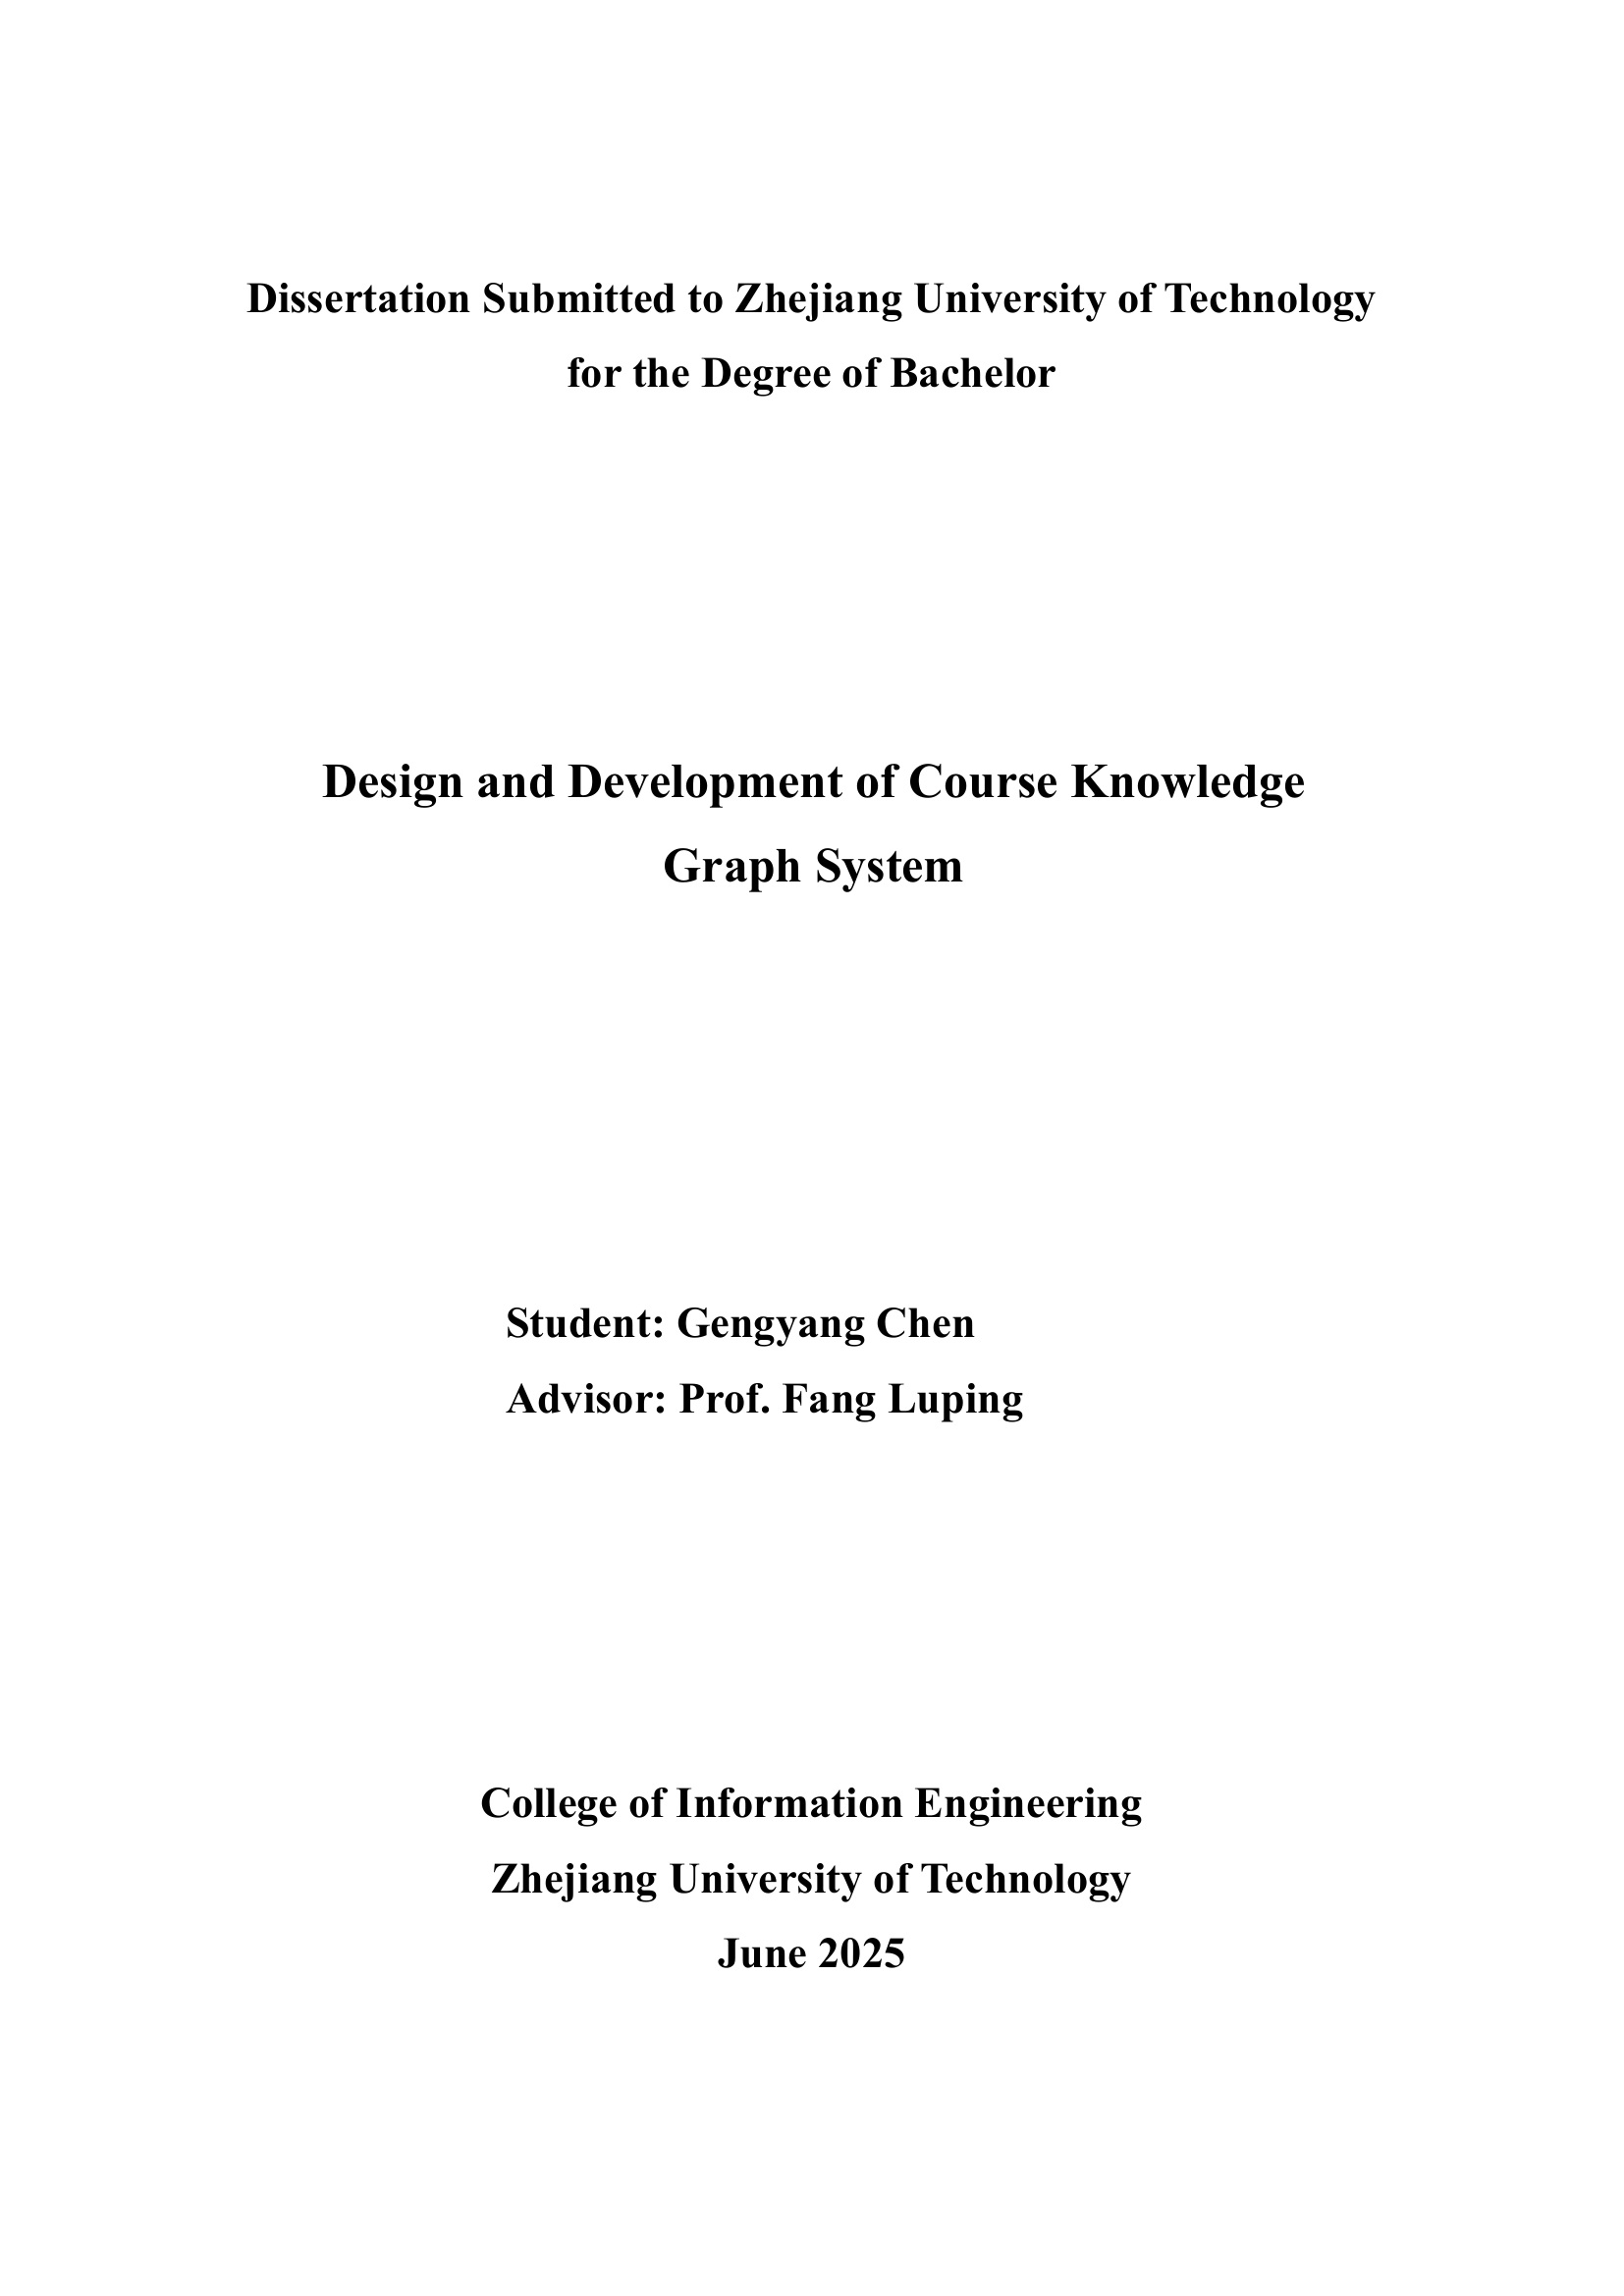 Dissertation Submitted to Zhejiang University of Technology
for the Degree of Bachelor
Design and Development of Course Knowledge
Graph System
Student: Gengyang Chen
Advisor: Prof. Fang Luping
College of Information Engineering
Zhejiang University of Technology
June 2025